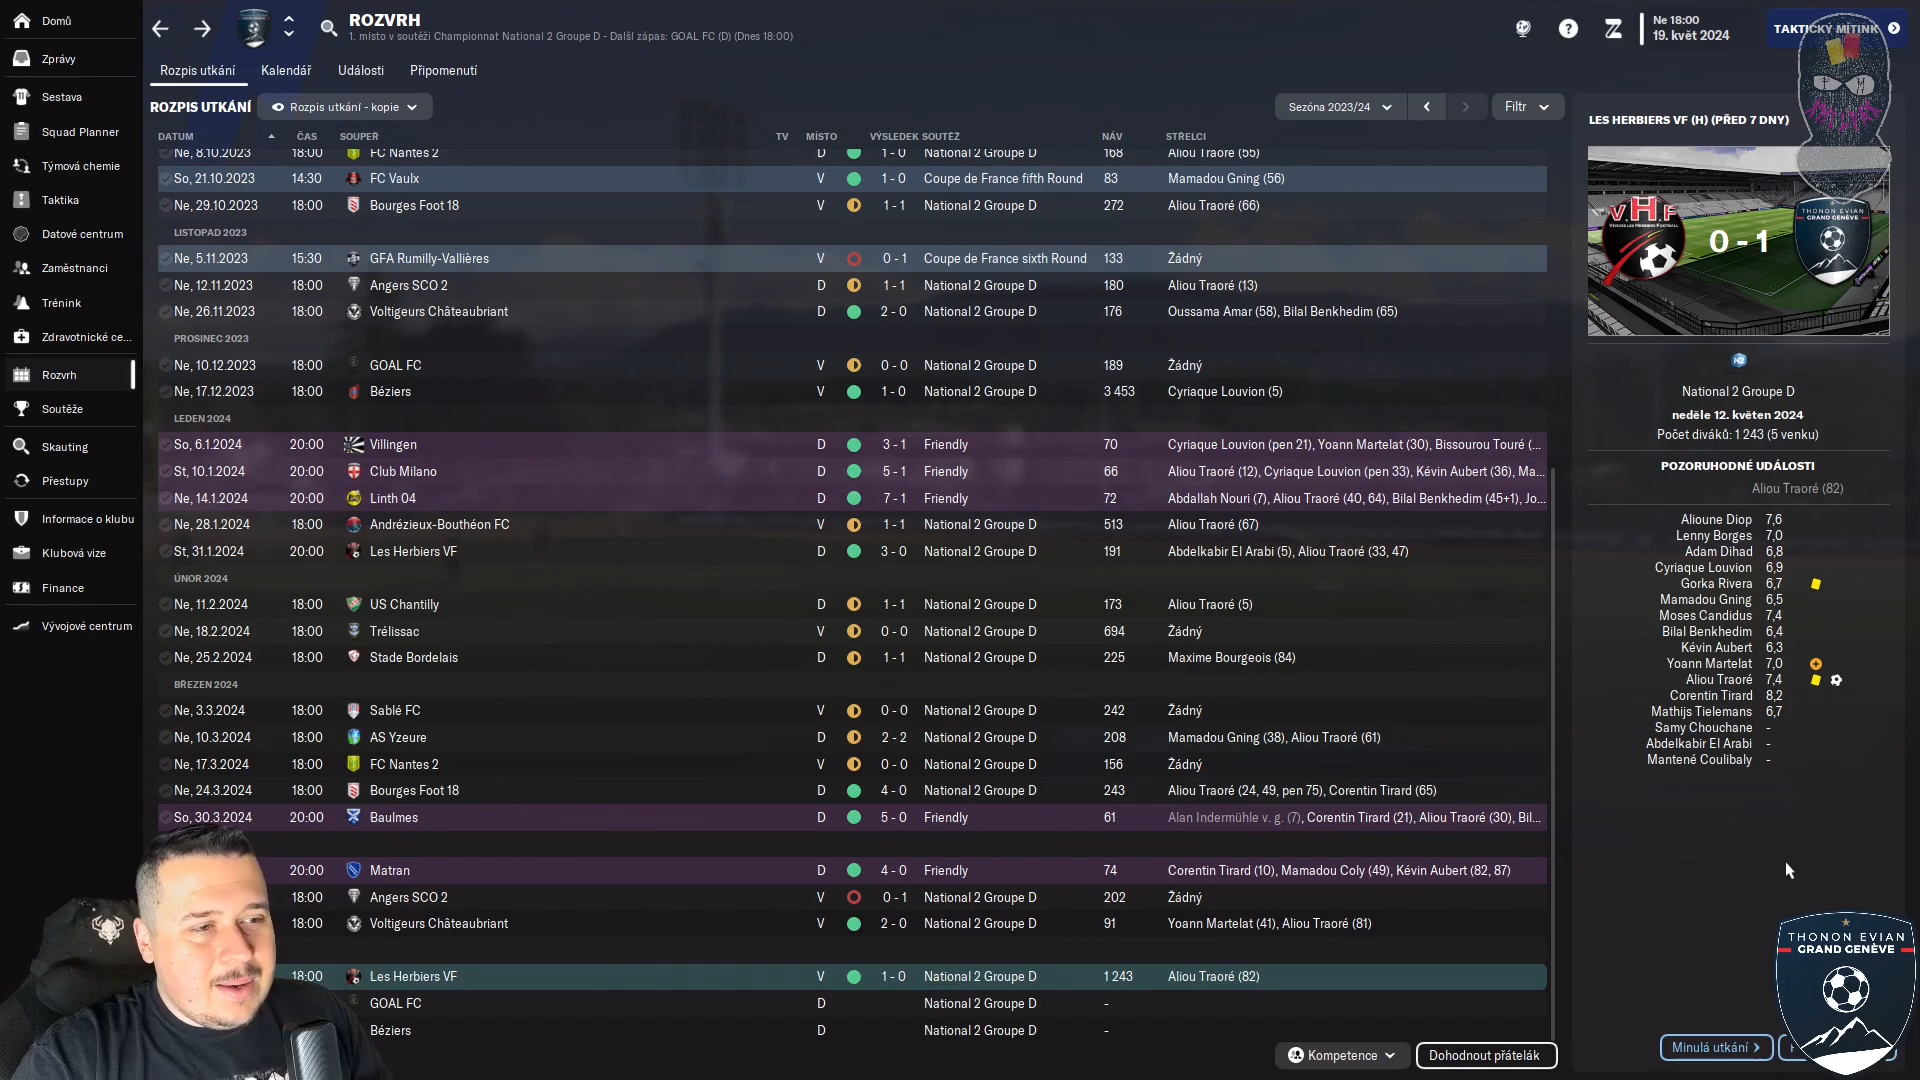 Domů
Zprávy
Sestava
Squad Planner
Týmová chemie
Taktika
Datové centrum
Zaměstnanci
Trénink
Zdravotnické ce...
Rozvrh
Soutěže
Skauting
Přestupy
Informace o klubu
Klubová vize
Finance
Vývojové centrum
ROZVRH
1. místo v soutěži Championnat National 2 Groupe D - Další zápas: GOAL FC (D) (Dnes 18:00)
Ne 18:00
19. květ 2024
TAKTICKÝ MÍTINK
Rozpis utkání Kalendář Události Připomenutí
ROZPIS UTKÁNÍ Rozpis utkání - kopie
Sezóna 2023/24 Filtr
DATUM ČAS SOUPEŘ TV MÍSTO VÝSLEDEK SOUTĚŽ NÁV STŘELCI
Ne, 8.10.2023 18:00 FC Nantes 2 D 1 - 0 National 2 Groupe D 168 Aliou Traoré (55)
So, 21.10.2023 14:30 FC Vaulx V 1 - 0 Coupe de France fifth Round 83 Mamadou Gning (56)
Ne, 29.10.2023 18:00 Bourges Foot 18 V 1 - 1 National 2 Groupe D 272 Aliou Traoré (66)
LISTOPAD 2023
Ne, 5.11.2023 15:30 GFA Rumilly-Vallières V 0 - 1 Coupe de France sixth Round 133 Žádný
Ne, 12.11.2023 18:00 Angers SCO 2 D 1 - 1 National 2 Groupe D 180 Aliou Traoré (13)
Ne, 26.11.2023 18:00 Voltigeurs Châteaubriant D 2 - 0 National 2 Groupe D 176 Oussama Amar (58), Bilal Benkhedim (65)
PROSINEC 2023
Ne, 10.12.2023 18:00 GOAL FC V 0 - 0 National 2 Groupe D 189 Žádný
Ne, 17.12.2023 18:00 Béziers V 1 - 0 National 2 Groupe D 3 453 Cyriaque Louvion (5)
LEDEN 2024
So, 6.1.2024 20:00 Villingen D 3 - 1 Friendly 70 Cyriaque Louvion (pen 21), Yoann Martelat (30), Bissourou Touré (...
St, 10.1.2024 20:00 Club Milano D 5 - 1 Friendly 66 Aliou Traoré (12), Cyriaque Louvion (pen 33), Kévin Aubert (36), Ma...
Ne, 14.1.2024 20:00 Linth 04 D 7 - 1 Friendly 72 Abdallah Nouri (7), Aliou Traoré (40, 64), Bilal Benkhedim (45+1), Jo...
Ne, 28.1.2024 18:00 Andrézieux-Bouthéon FC V 1 - 1 National 2 Groupe D 513 Aliou Traoré (67)
St, 31.1.2024 20:00 Les Herbiers VF D 3 - 0 National 2 Groupe D 191 Abdelkabir El Arabi (5), Aliou Traoré (33, 47)
ÚNOR 2024
Ne, 11.2.2024 18:00 US Chantilly D 1 - 1 National 2 Groupe D 173 Aliou Traoré (5)
Ne, 18.2.2024 18:00 Trélissac V 0 - 0 National 2 Groupe D 694 Žádný
Ne, 25.2.2024 18:00 Stade Bordelais D 1 - 1 National 2 Groupe D 225 Maxime Bourgeois (84)
BŘEZEN 2024
Ne, 3.3.2024 18:00 Sablé FC V 0 - 0 National 2 Groupe D 242 Žádný
Ne, 10.3.2024 18:00 AS Yzeure D 2 - 2 National 2 Groupe D 208 Mamadou Gning (38), Aliou Traoré (61)
Ne, 17.3.2024 18:00 FC Nantes 2 V 0 - 0 National 2 Groupe D 156 Žádný
Ne, 24.3.2024 18:00 Bourges Foot 18 D 4 - 0 National 2 Groupe D 243 Aliou Traoré (24, 49, pen 75), Corentin Tirard (65)
So, 30.3.2024 20:00 Baulmes D 5 - 0 Friendly 61 Alan Indermühle v. g. (7), Corentin Tirard (21), Aliou Traoré (30), Bil...
20:00 Matran D 4 - 0 Friendly 74 Corentin Tirard (10), Mamadou Coly (49), Kévin Aubert (82, 87)
18:00 Angers SCO 2 V 0 - 1 National 2 Groupe D 202 Žádný
18:00 Voltigeurs Châteaubriant V 2 - 0 National 2 Groupe D 91 Yoann Martelat (41), Aliou Traoré (81)
18:00 Les Herbiers VF V 1 - 0 National 2 Groupe D 1 243 Aliou Traoré (82)
GOAL FC D National 2 Groupe D -
Béziers D National 2 Groupe D -
Kompetence Dohodnout přátelák
LES HERBIERS VF (H) (PŘED 7 DNY)
V.H.F
VENDÉE LES HERBIERS FOOTBALL
0 - 1
THONON EVIAN
GRAND GENÈVE
N2
National 2 Groupe D
neděle 12. květen 2024
Počet diváků: 1 243 (5 venku)
POZORUHODNÉ UDÁLOSTI
Aliou Traoré (82)
Alioune Diop 7,6
Lenny Borges 7,0
Adam Dihad 6,8
Cyriaque Louvion 6,9
Gorka Rivera 6,7
Mamadou Gning 6,5
Moses Candidus 7,4
Bilal Benkhedim 6,4
Kévin Aubert 6,3
Yoann Martelat 7,0
Aliou Traoré 7,4
Corentin Tirard 8,2
Mathijs Tielemans 6,7
Samy Chouchane -
Abdelkabir El Arabi -
Mantené Coulibaly -
THONON EVIAN
GRAND GENÈVE
Minulá utkání